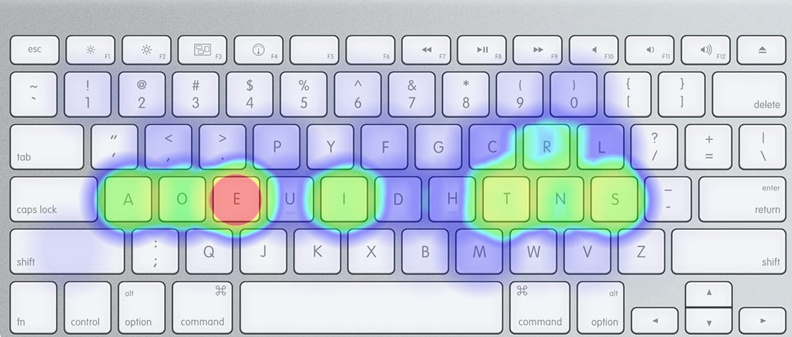 esc F1 F2 F3 F4 F5 F6 F7 F8 F9 F10 F11 F12
~ ! @ # $ % ^ & * ( ) { }
` 1 2 3 4 5 6 7 8 9 0 [ ] delete
tab " < > P Y F G C R L ? + |
' , . / = \
caps lock A O E U I D H T N S _ enter
- return
shift : Q J K X B M W V Z shift
;
alt ⌘ ⌘ alt
fn control option command command option